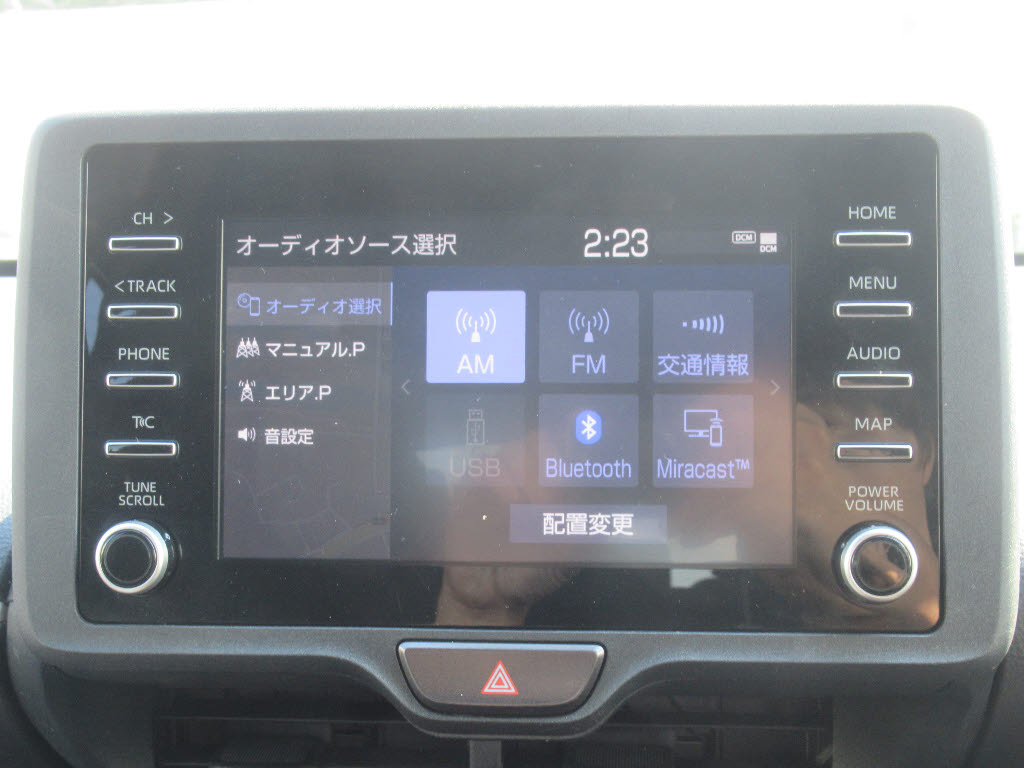 CH >
< TRACK
PHONE
T C
TUNE
SCROLL
オーディオソース選択
2:23
DCM
DCM
オーディオ選択
マニュアル.P
エリア.P
音設定
AM
FM
交通情報
USB
Bluetooth
Miracast™
配置変更
HOME
MENU
AUDIO
MAP
POWER
VOLUME